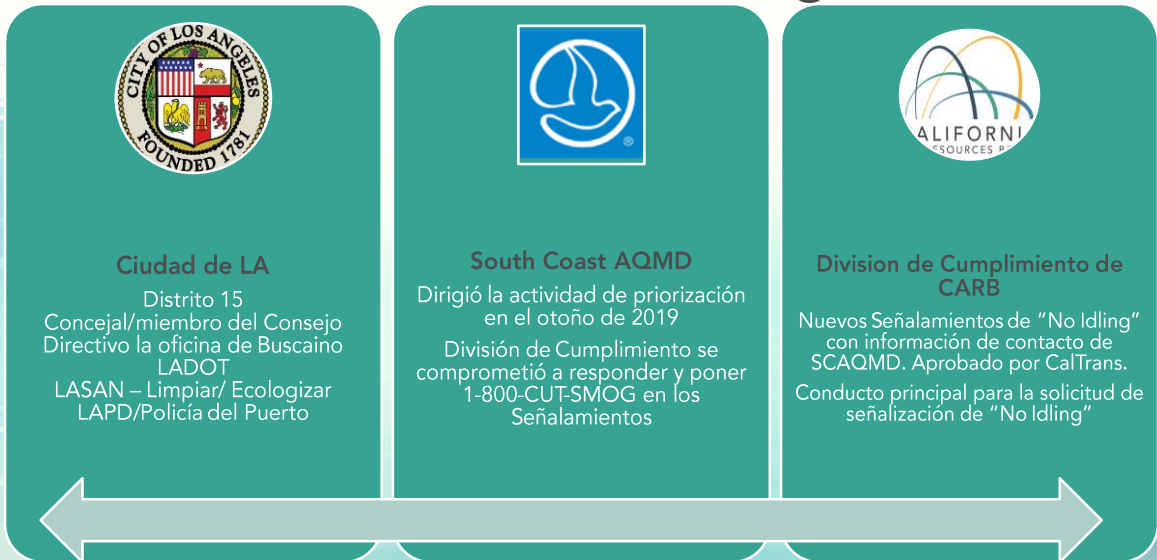 CITY OF LOS ANGELES
FOUNDED 1781
Ciudad de LA
Distrito 15
Concejal/miembro del Consejo
Directivo la oficina de Buscaino
LADOT
LASAN – Limpiar/ Ecologizar
LAPD/Policía del Puerto
®
South Coast AQMD
Dirigió la actividad de priorización
en el otoño de 2019
División de Cumplimiento se
comprometió a responder y poner
1-800-CUT-SMOG en los
Señalamientos
ALIFORNI
Division de Cumplimiento de
CARB
Nuevos Señalamientos de “No Idling”
con información de contacto de
SCAQMD. Aprobado por CalTrans.
Conducto principal para la solicitud de
señalización de “No Idling”